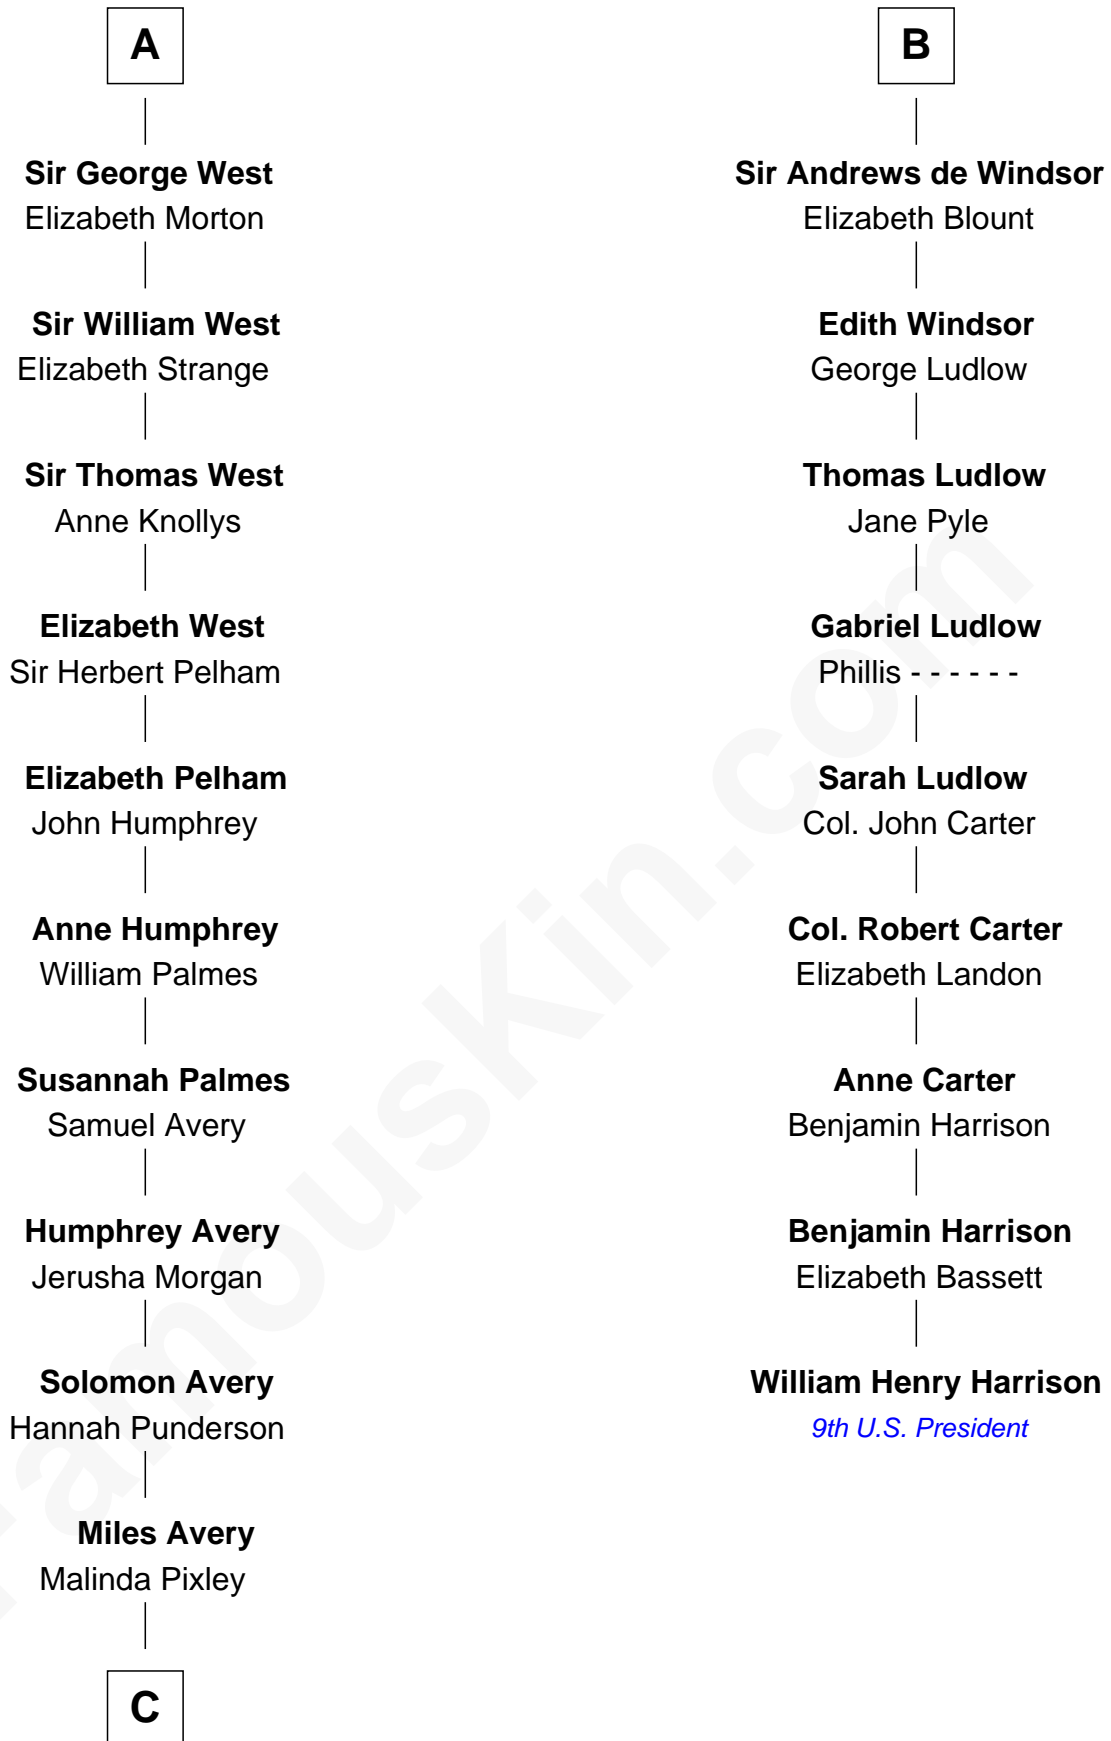 A
Sir George West
Elizabeth Morton
Sir William West
Elizabeth Strange
Sir Thomas West
Anne Knollys
Elizabeth West
Sir Herbert Pelham
Elizabeth Pelham
John Humphrey
Anne Humphrey
William Palmes
Susannah Palmes
Samuel Avery
Humphrey Avery
Jerusha Morgan
Solomon Avery
Hannah Punderson
Miles Avery
Malinda Pixley
C
B
Sir Andrews de Windsor
Elizabeth Blount
Edith Windsor
George Ludlow
Thomas Ludlow
Jane Pyle
Gabriel Ludlow
Phillis - - - - - -
Sarah Ludlow
Col. John Carter
Col. Robert Carter
Elizabeth Landon
Anne Carter
Benjamin Harrison
Benjamin Harrison
Elizabeth Bassett
William Henry Harrison
9th U.S. President
FamousKin.com